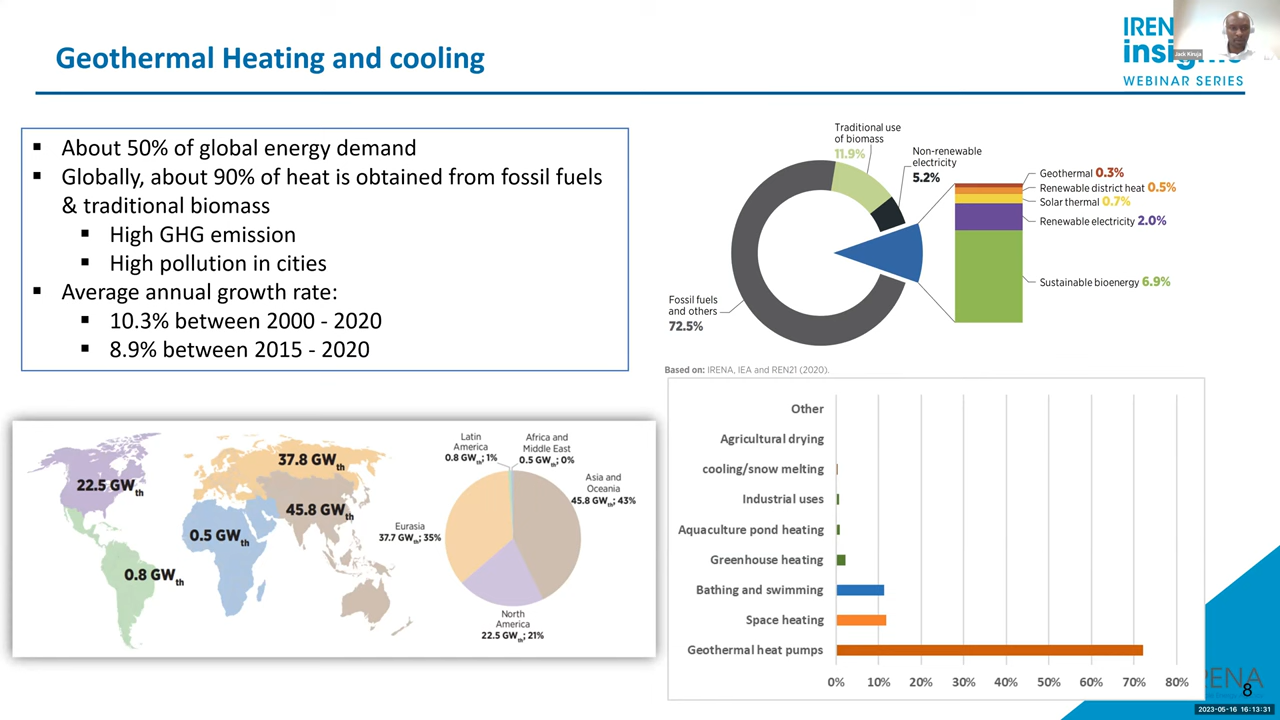 Geothermal Heating and cooling
IREN
insig
WEBINAR SERIES
Jack Kiruja
▪ About 50% of global energy demand
▪ Globally, about 90% of heat is obtained from fossil fuels
& traditional biomass
▪ High GHG emission
▪ High pollution in cities
▪ Average annual growth rate:
▪ 10.3% between 2000 - 2020
▪ 8.9% between 2015 - 2020
Traditional use
of biomass
11.9%
Non-renewable
electricity
5.2%
Geothermal 0.3%
Renewable district heat 0.5%
Solar thermal 0.7%
Renewable electricity 2.0%
Sustainable bioenergy 6.9%
Fossil fuels
and others
72.5%
Based on: IRENA, IEA and REN21 (2020).
22.5 GWth
37.8 GWth
45.8 GWth
0.5 GWth
0.8 GWth
Latin
America
0.8 GWth; 1%
Africa and
Middle East
0.5 GWth; 0%
Asia and
Oceania
45.8 GWth; 43%
Eurasia
37.7 GWth; 35%
North
America
22.5 GWth; 21%
Other
Agricultural drying
cooling/snow melting
Industrial uses
Aquaculture pond heating
Greenhouse heating
Bathing and swimming
Space heating
Geothermal heat pumps
0% 10% 20% 30% 40% 50% 60% 70% 80%
RENA
8
2023-05-16 16:13:31